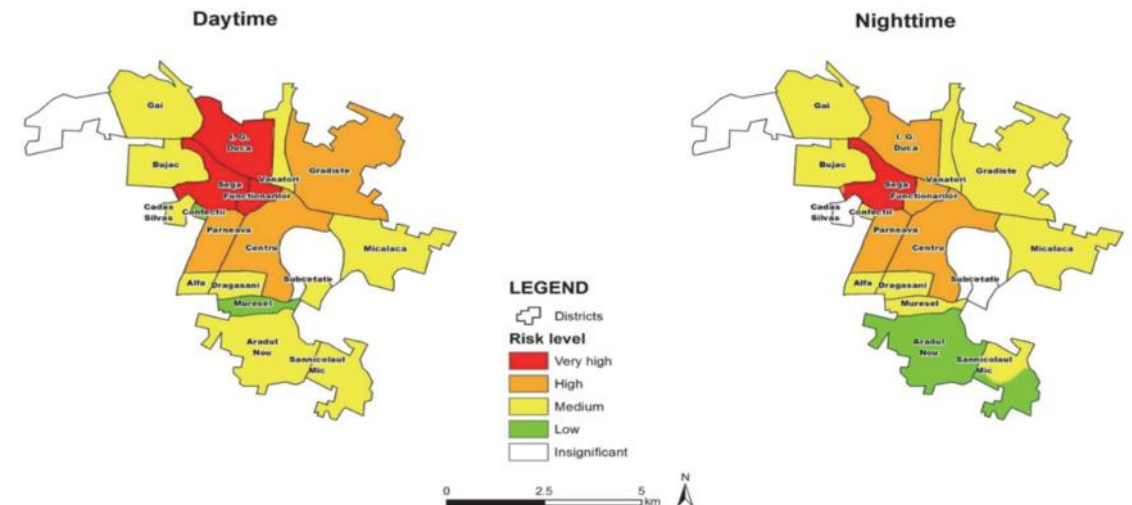 Daytime
Gai
I. G.
Duca
Bujac
Vanatori
Gradiste
Sega
Functionarilor
Cadas
Silvas
Confectii
Parneava
Centru
Micalaca
Alfa
Dragasani
Subcetate
Muresel
Aradul
Nou
Sannicolaul
Mic
LEGEND
Districts
Risk level
Very high
High
Medium
Low
Insignificant
0
2.5
5
km
N
Nighttime
Gai
I. G.
Duca
Bujac
Vanatori
Gradiste
Sega
Functionarilor
Cadas
Silvas
Confectii
Parneava
Centru
Micalaca
Alfa
Dragasani
Subcetate
Muresel
Aradul
Nou
Sannicolaul
Mic